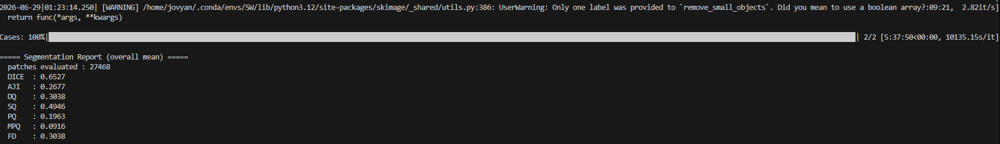 2026-06-29|01:23:14.250| [WARNING] /home/jovyan/.conda/envs/SW/lib/python3.12/site-packages/skimage/_shared/utils.py:386: UserWarning: Only one label was provided to `remove_small_objects`. Did you mean to use a boolean array?:09:21,  2.82it/s]
  return func(*args, **kwargs)
Cases: 100%|| 2/2 [5:37:50<00:00, 10135.15s/it]
===== Segmentation Report (overall mean) =====
  patches evaluated : 27468
  DICE  : 0.6527
  AJI   : 0.2677
  DQ    : 0.3038
  SQ    : 0.4946
  PQ    : 0.1963
  MPQ   : 0.0916
  FD    : 0.3038